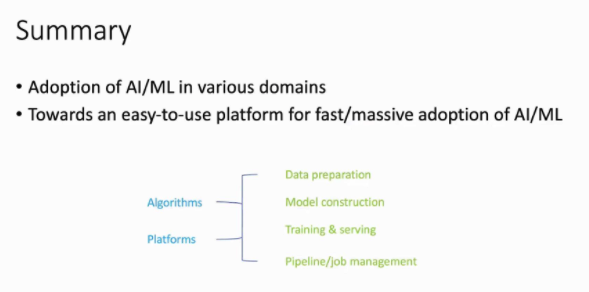 Summary
• Adoption of AI/ML in various domains
• Towards an easy-to-use platform for fast/massive adoption of AI/ML
Data preparation
Algorithms
Model construction
Training & serving
Platforms
Pipeline/job management